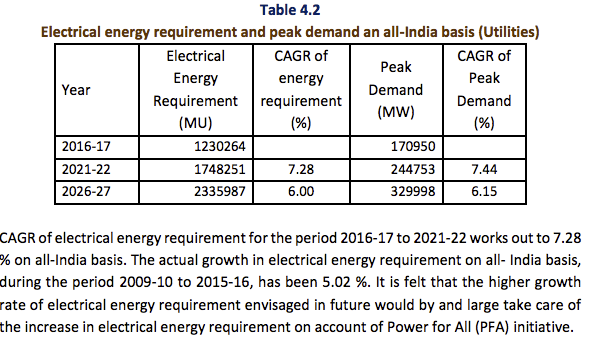 Table 4.2
Electrical energy requirement and peak demand an all-India basis (Utilities)
Year
Electrical
Energy
Requirement
(MU)
CAGR of
energy
requirement
(%)
Peak
Demand
(MW)
CAGR of
Peak
Demand
(%)
2016-17 1230264 170950
2021-22 1748251 7.28 244753 7.44
2026-27 2335987 6.00 329998 6.15
CAGR of electrical energy requirement for the period 2016-17 to 2021-22 works out to 7.28
% on all-India basis. The actual growth in electrical energy requirement on all- India basis,
during the period 2009-10 to 2015-16, has been 5.02 %. It is felt that the higher growth
rate of electrical energy requirement envisaged in future would by and large take care of
the increase in electrical energy requirement on account of Power for All (PFA) initiative.